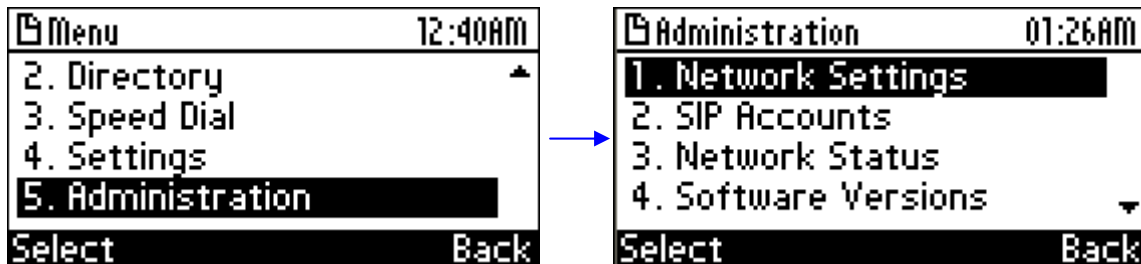 Menu 12:40AM
2. Directory
3. Speed Dial
4. Settings
5. Administration
Select Back
Administration 01:26AM
1. Network Settings
2. SIP Accounts
3. Network Status
4. Software Versions
Select Back